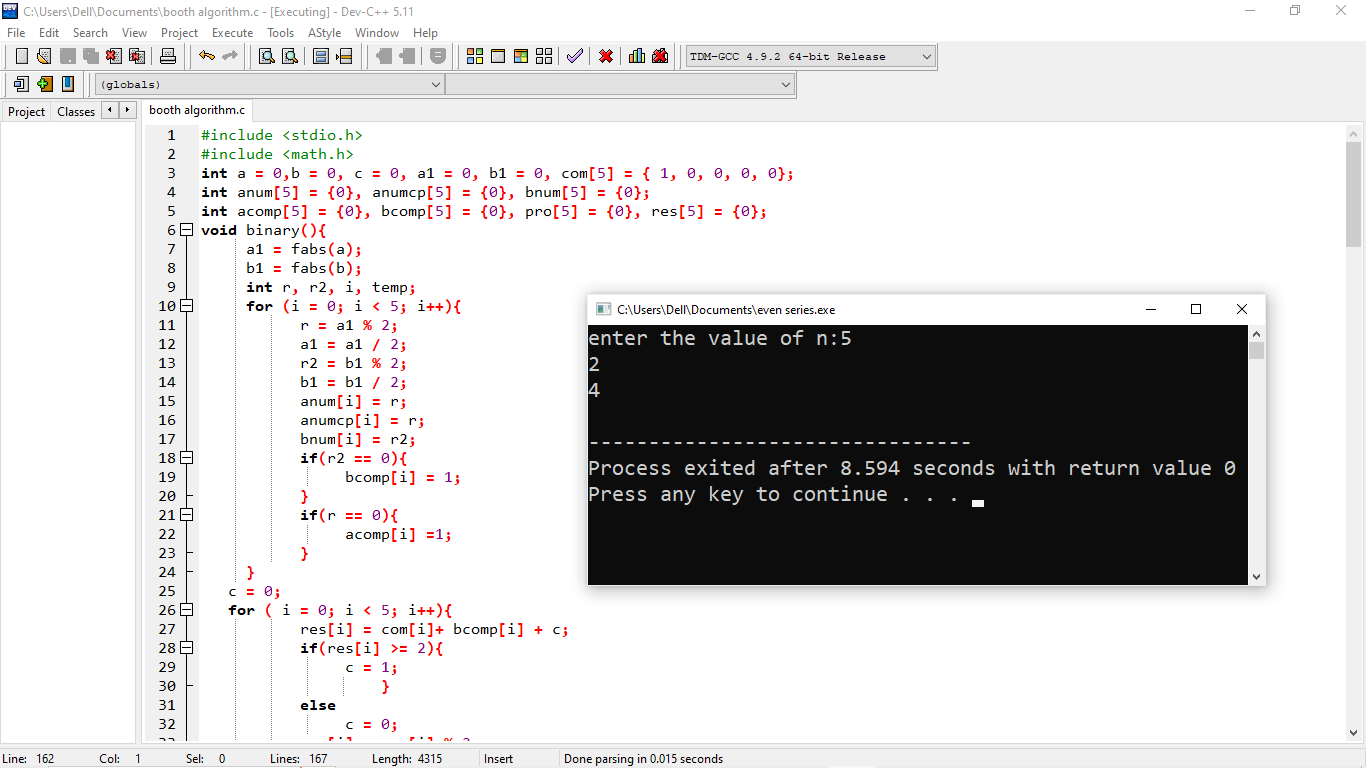 C:\Users\Dell\Documents\booth algorithm.c - [Executing] - Dev-C++ 5.11
File Edit Search View Project Execute Tools AStyle Window Help
TDM-GCC 4.9.2 64-bit Release
(globals)
Project Classes booth algorithm.c
1 #include <stdio.h>
2 #include <math.h>
3 int a = 0,b = 0, c = 0, a1 = 0, b1 = 0, com[5] = { 1, 0, 0, 0, 0};
4 int anum[5] = {0}, anumcp[5] = {0}, bnum[5] = {0};
5 int acomp[5] = {0}, bcomp[5] = {0}, pro[5] = {0}, res[5] = {0};
6 void binary(){
7 a1 = fabs(a);
8 b1 = fabs(b);
9 int r, r2, i, temp;
10 for (i = 0; i < 5; i++){
11 r = a1 % 2;
12 a1 = a1 / 2;
13 r2 = b1 % 2;
14 b1 = b1 / 2;
15 anum[i] = r;
16 anumcp[i] = r;
17 bnum[i] = r2;
18 if(r2 == 0){
19 bcomp[i] = 1;
20 }
21 if(r == 0){
22 acomp[i] =1;
23 }
24 }
25 c = 0;
26 for ( i = 0; i < 5; i++){
27 res[i] = com[i]+ bcomp[i] + c;
28 if(res[i] >= 2){
29 c = 1;
30 }
31 else
32 c = 0;
C:\Users\Dell\Documents\even series.exe
enter the value of n:5
2
4
--------------------------------
Process exited after 8.594 seconds with return value 0
Press any key to continue . . .
Line: 162 Col: 1 Sel: 0 Lines: 167 Length: 4315 Insert Done parsing in 0.015 seconds